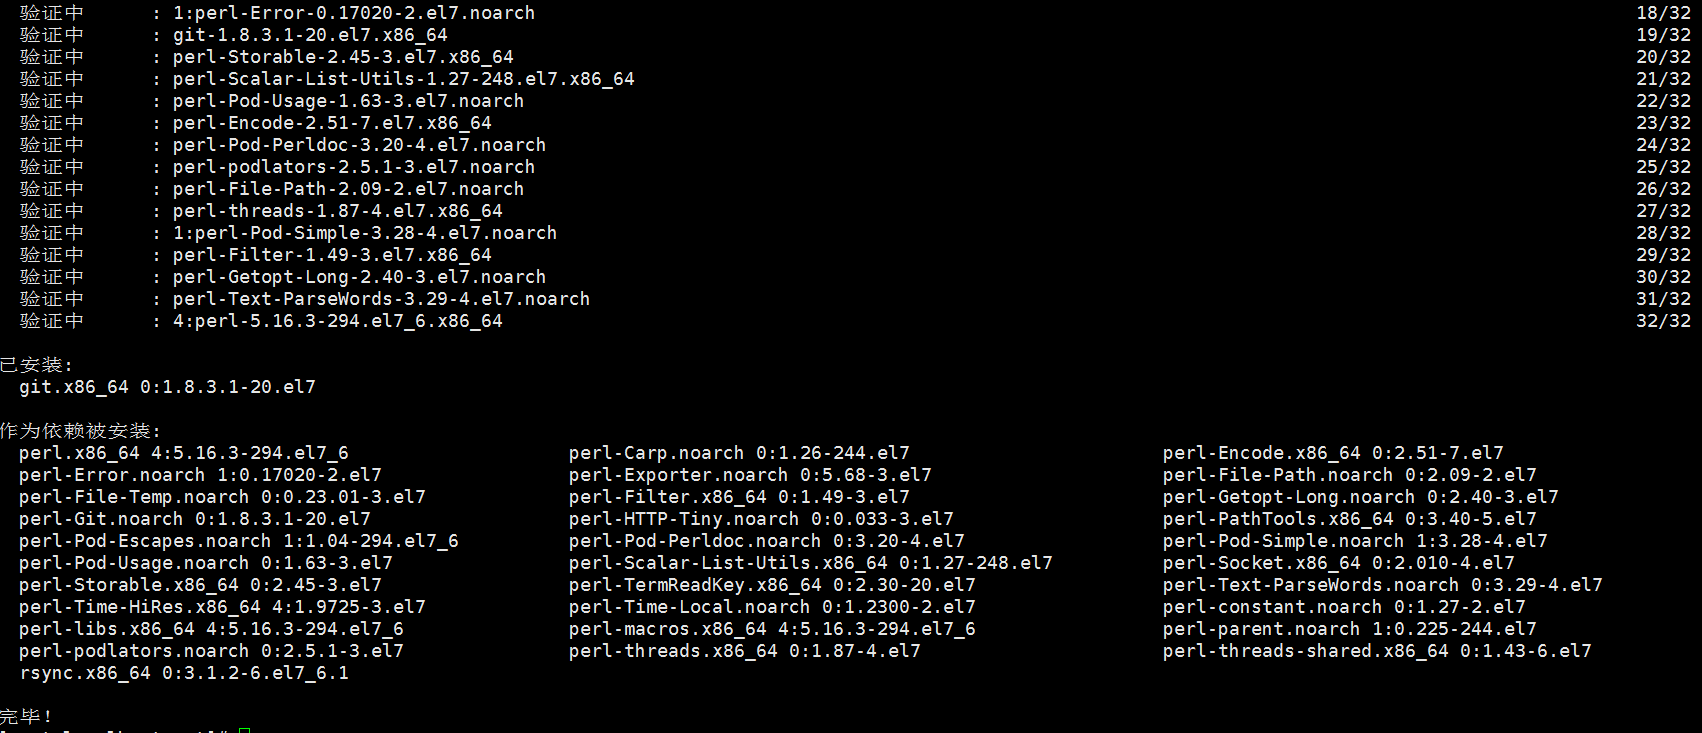 验证中 : 1:perl-Error-0.17020-2.el7.noarch 18/32
验证中 : git-1.8.3.1-20.el7.x86_64 19/32
验证中 : perl-Storable-2.45-3.el7.x86_64 20/32
验证中 : perl-Scalar-List-Utils-1.27-248.el7.x86_64 21/32
验证中 : perl-Pod-Usage-1.63-3.el7.noarch 22/32
验证中 : perl-Encode-2.51-7.el7.x86_64 23/32
验证中 : perl-Pod-Perldoc-3.20-4.el7.noarch 24/32
验证中 : perl-podlators-2.5.1-3.el7.noarch 25/32
验证中 : perl-File-Path-2.09-2.el7.noarch 26/32
验证中 : perl-threads-1.87-4.el7.x86_64 27/32
验证中 : 1:perl-Pod-Simple-3.28-4.el7.noarch 28/32
验证中 : perl-Filter-1.49-3.el7.x86_64 29/32
验证中 : perl-Getopt-Long-2.40-3.el7.noarch 30/32
验证中 : perl-Text-ParseWords-3.29-4.el7.noarch 31/32
验证中 : 4:perl-5.16.3-294.el7_6.x86_64 32/32
已安装:
git.x86_64 0:1.8.3.1-20.el7
作为依赖被安装:
perl.x86_64 4:5.16.3-294.el7_6 perl-Carp.noarch 0:1.26-244.el7 perl-Encode.x86_64 0:2.51-7.el7
perl-Error.noarch 1:0.17020-2.el7 perl-Exporter.noarch 0:5.68-3.el7 perl-File-Path.noarch 0:2.09-2.el7
perl-File-Temp.noarch 0:0.23.01-3.el7 perl-Filter.x86_64 0:1.49-3.el7 perl-Getopt-Long.noarch 0:2.40-3.el7
perl-Git.noarch 0:1.8.3.1-20.el7 perl-HTTP-Tiny.noarch 0:0.033-3.el7 perl-PathTools.x86_64 0:3.40-5.el7
perl-Pod-Escapes.noarch 1:1.04-294.el7_6 perl-Pod-Perldoc.noarch 0:3.20-4.el7 perl-Pod-Simple.noarch 1:3.28-4.el7
perl-Pod-Usage.noarch 0:1.63-3.el7 perl-Scalar-List-Utils.x86_64 0:1.27-248.el7 perl-Socket.x86_64 0:2.010-4.el7
perl-Storable.x86_64 0:2.45-3.el7 perl-TermReadKey.x86_64 0:2.30-20.el7 perl-Text-ParseWords.noarch 0:3.29-4.el7
perl-Time-HiRes.x86_64 4:1.9725-3.el7 perl-Time-Local.noarch 0:1.2300-2.el7 perl-constant.noarch 0:1.27-2.el7
perl-libs.x86_64 4:5.16.3-294.el7_6 perl-macros.x86_64 4:5.16.3-294.el7_6 perl-parent.noarch 1:0.225-244.el7
perl-podlators.noarch 0:2.5.1-3.el7 perl-threads.x86_64 0:1.87-4.el7 perl-threads-shared.x86_64 0:1.43-6.el7
rsync.x86_64 0:3.1.2-6.el7_6.1
完毕！